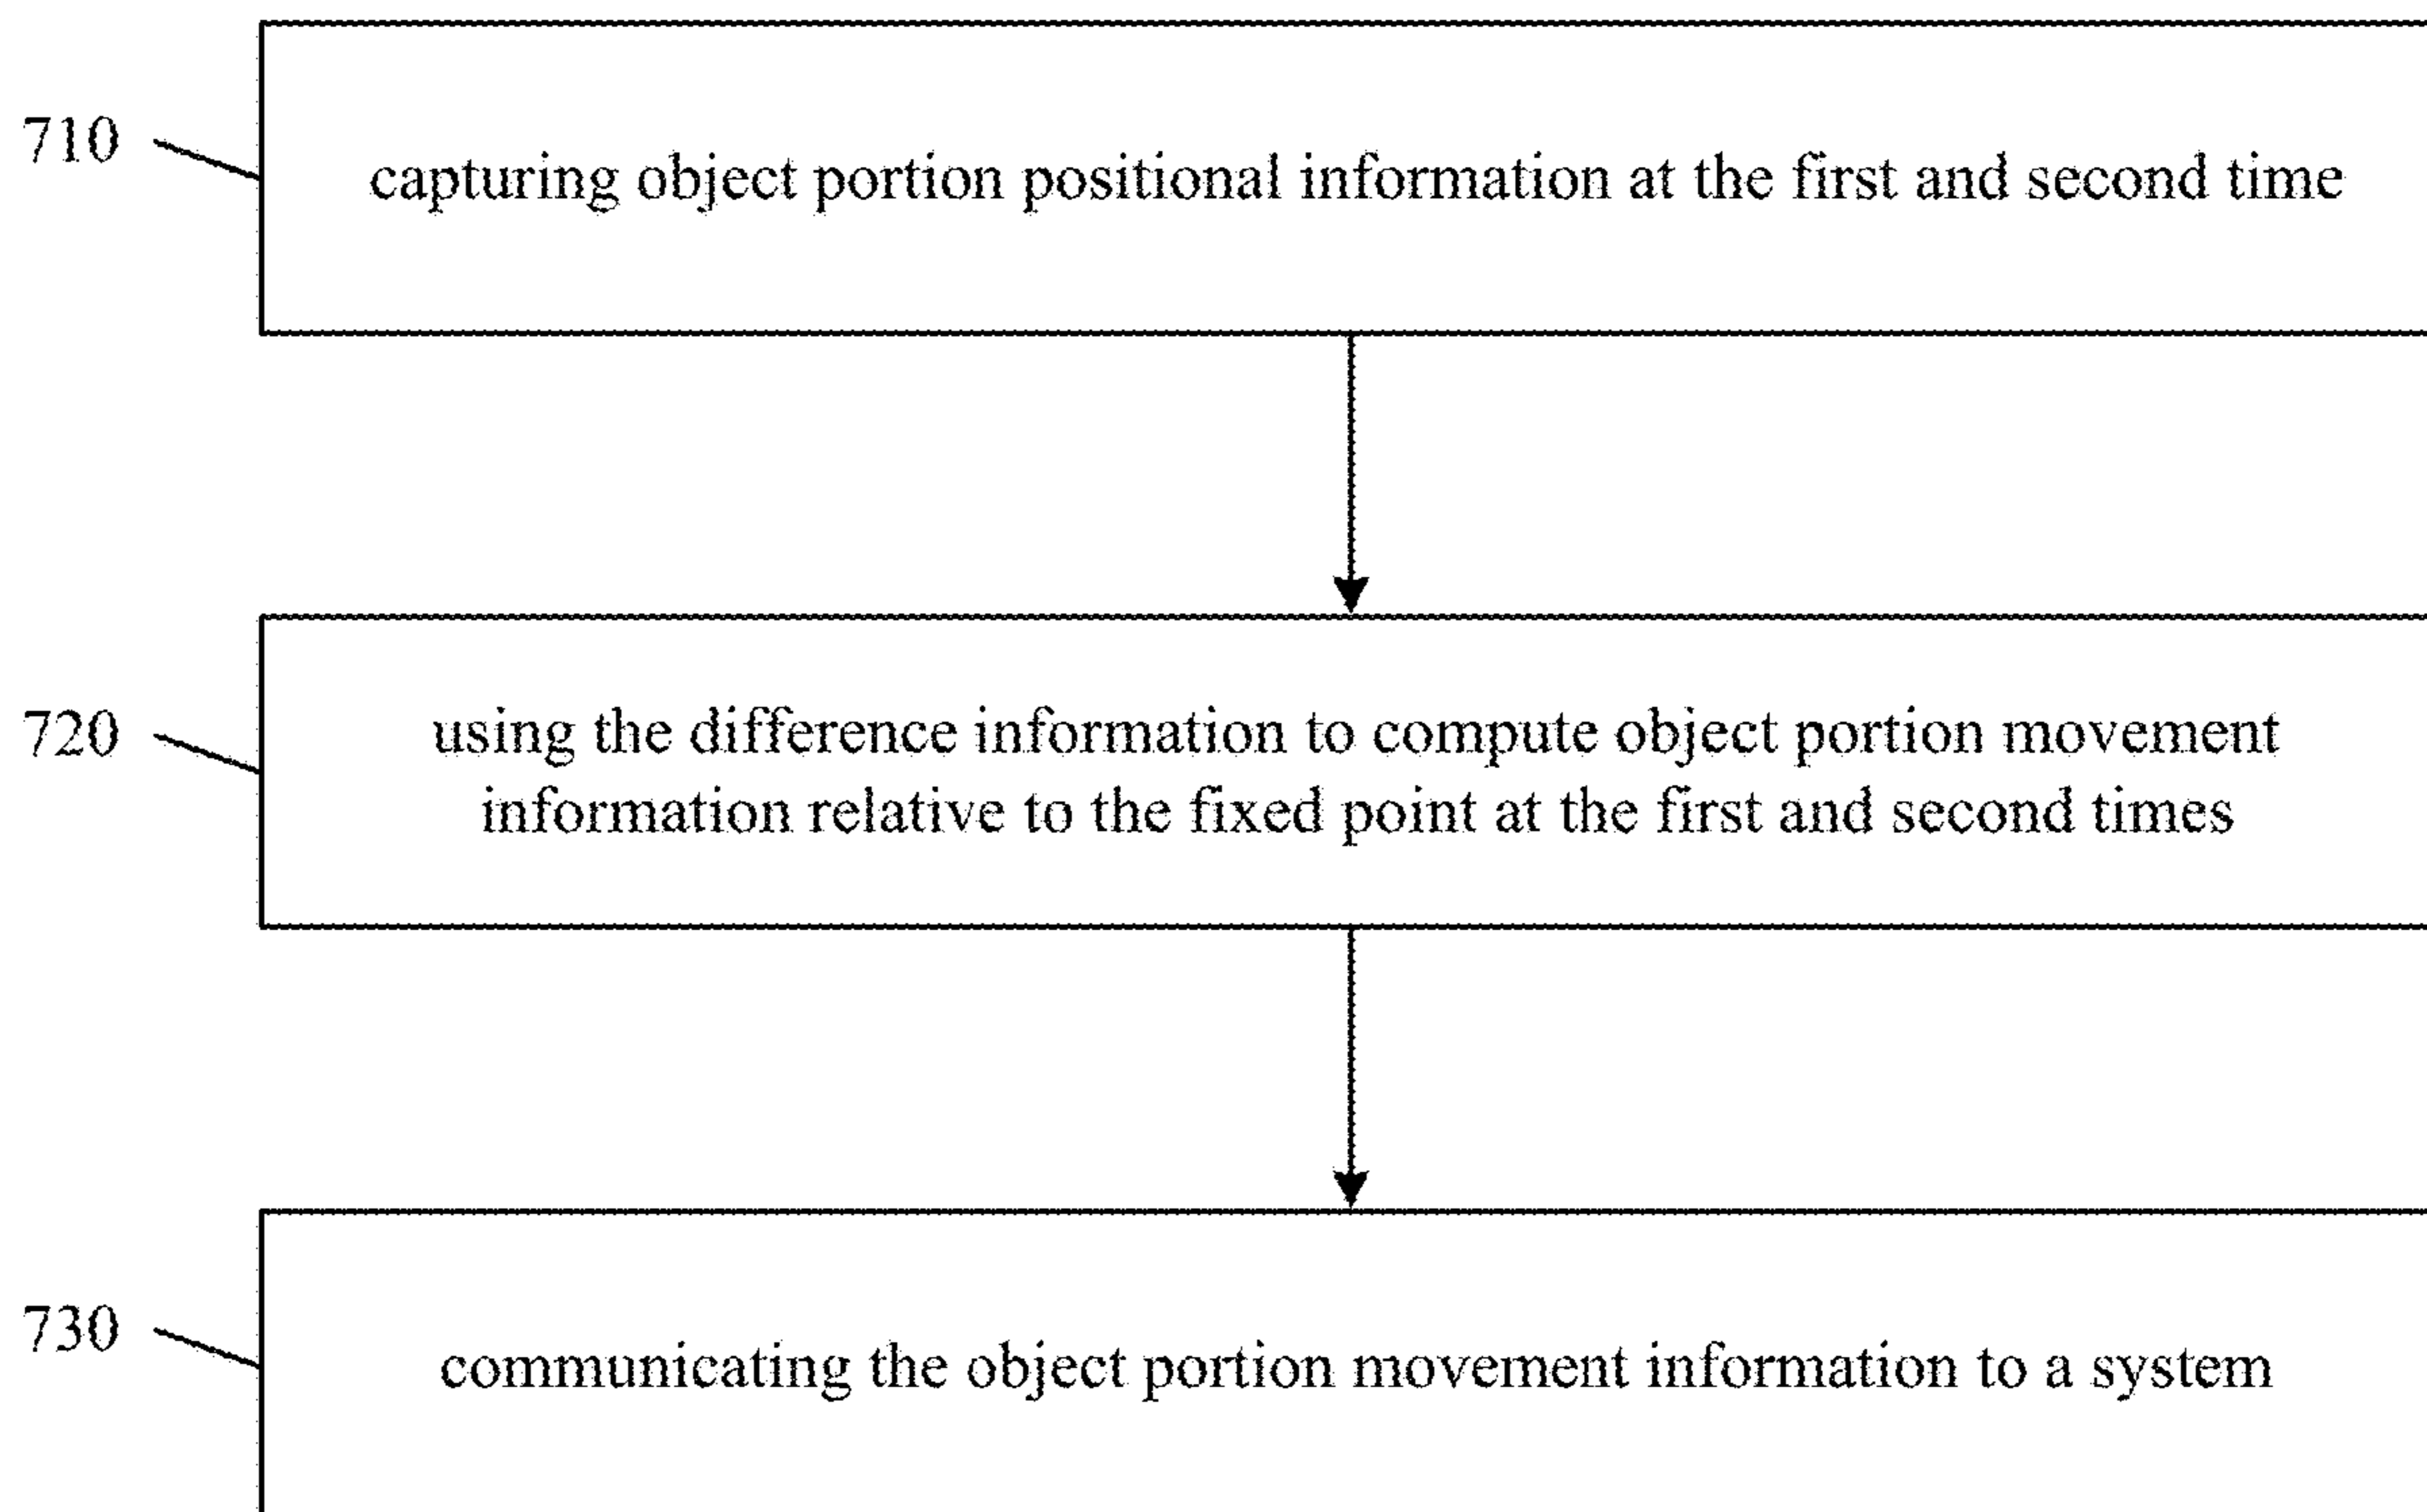 710
capturing object portion positional information at the first and second time
720
using the difference information to compute object portion movement
information relative to the fixed point at the first and second times
730
communicating the object portion movement information to a system